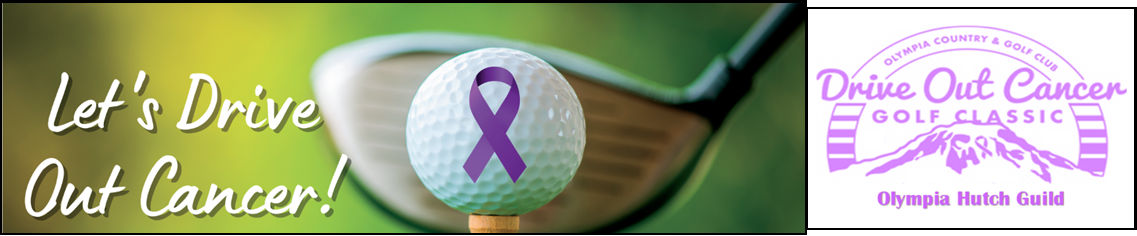 Let's Drive
Out Cancer!
OLYMPIA COUNTRY & GOLF CLUB
Drive Out Cancer
GOLF CLASSIC
Olympia Hutch Guild